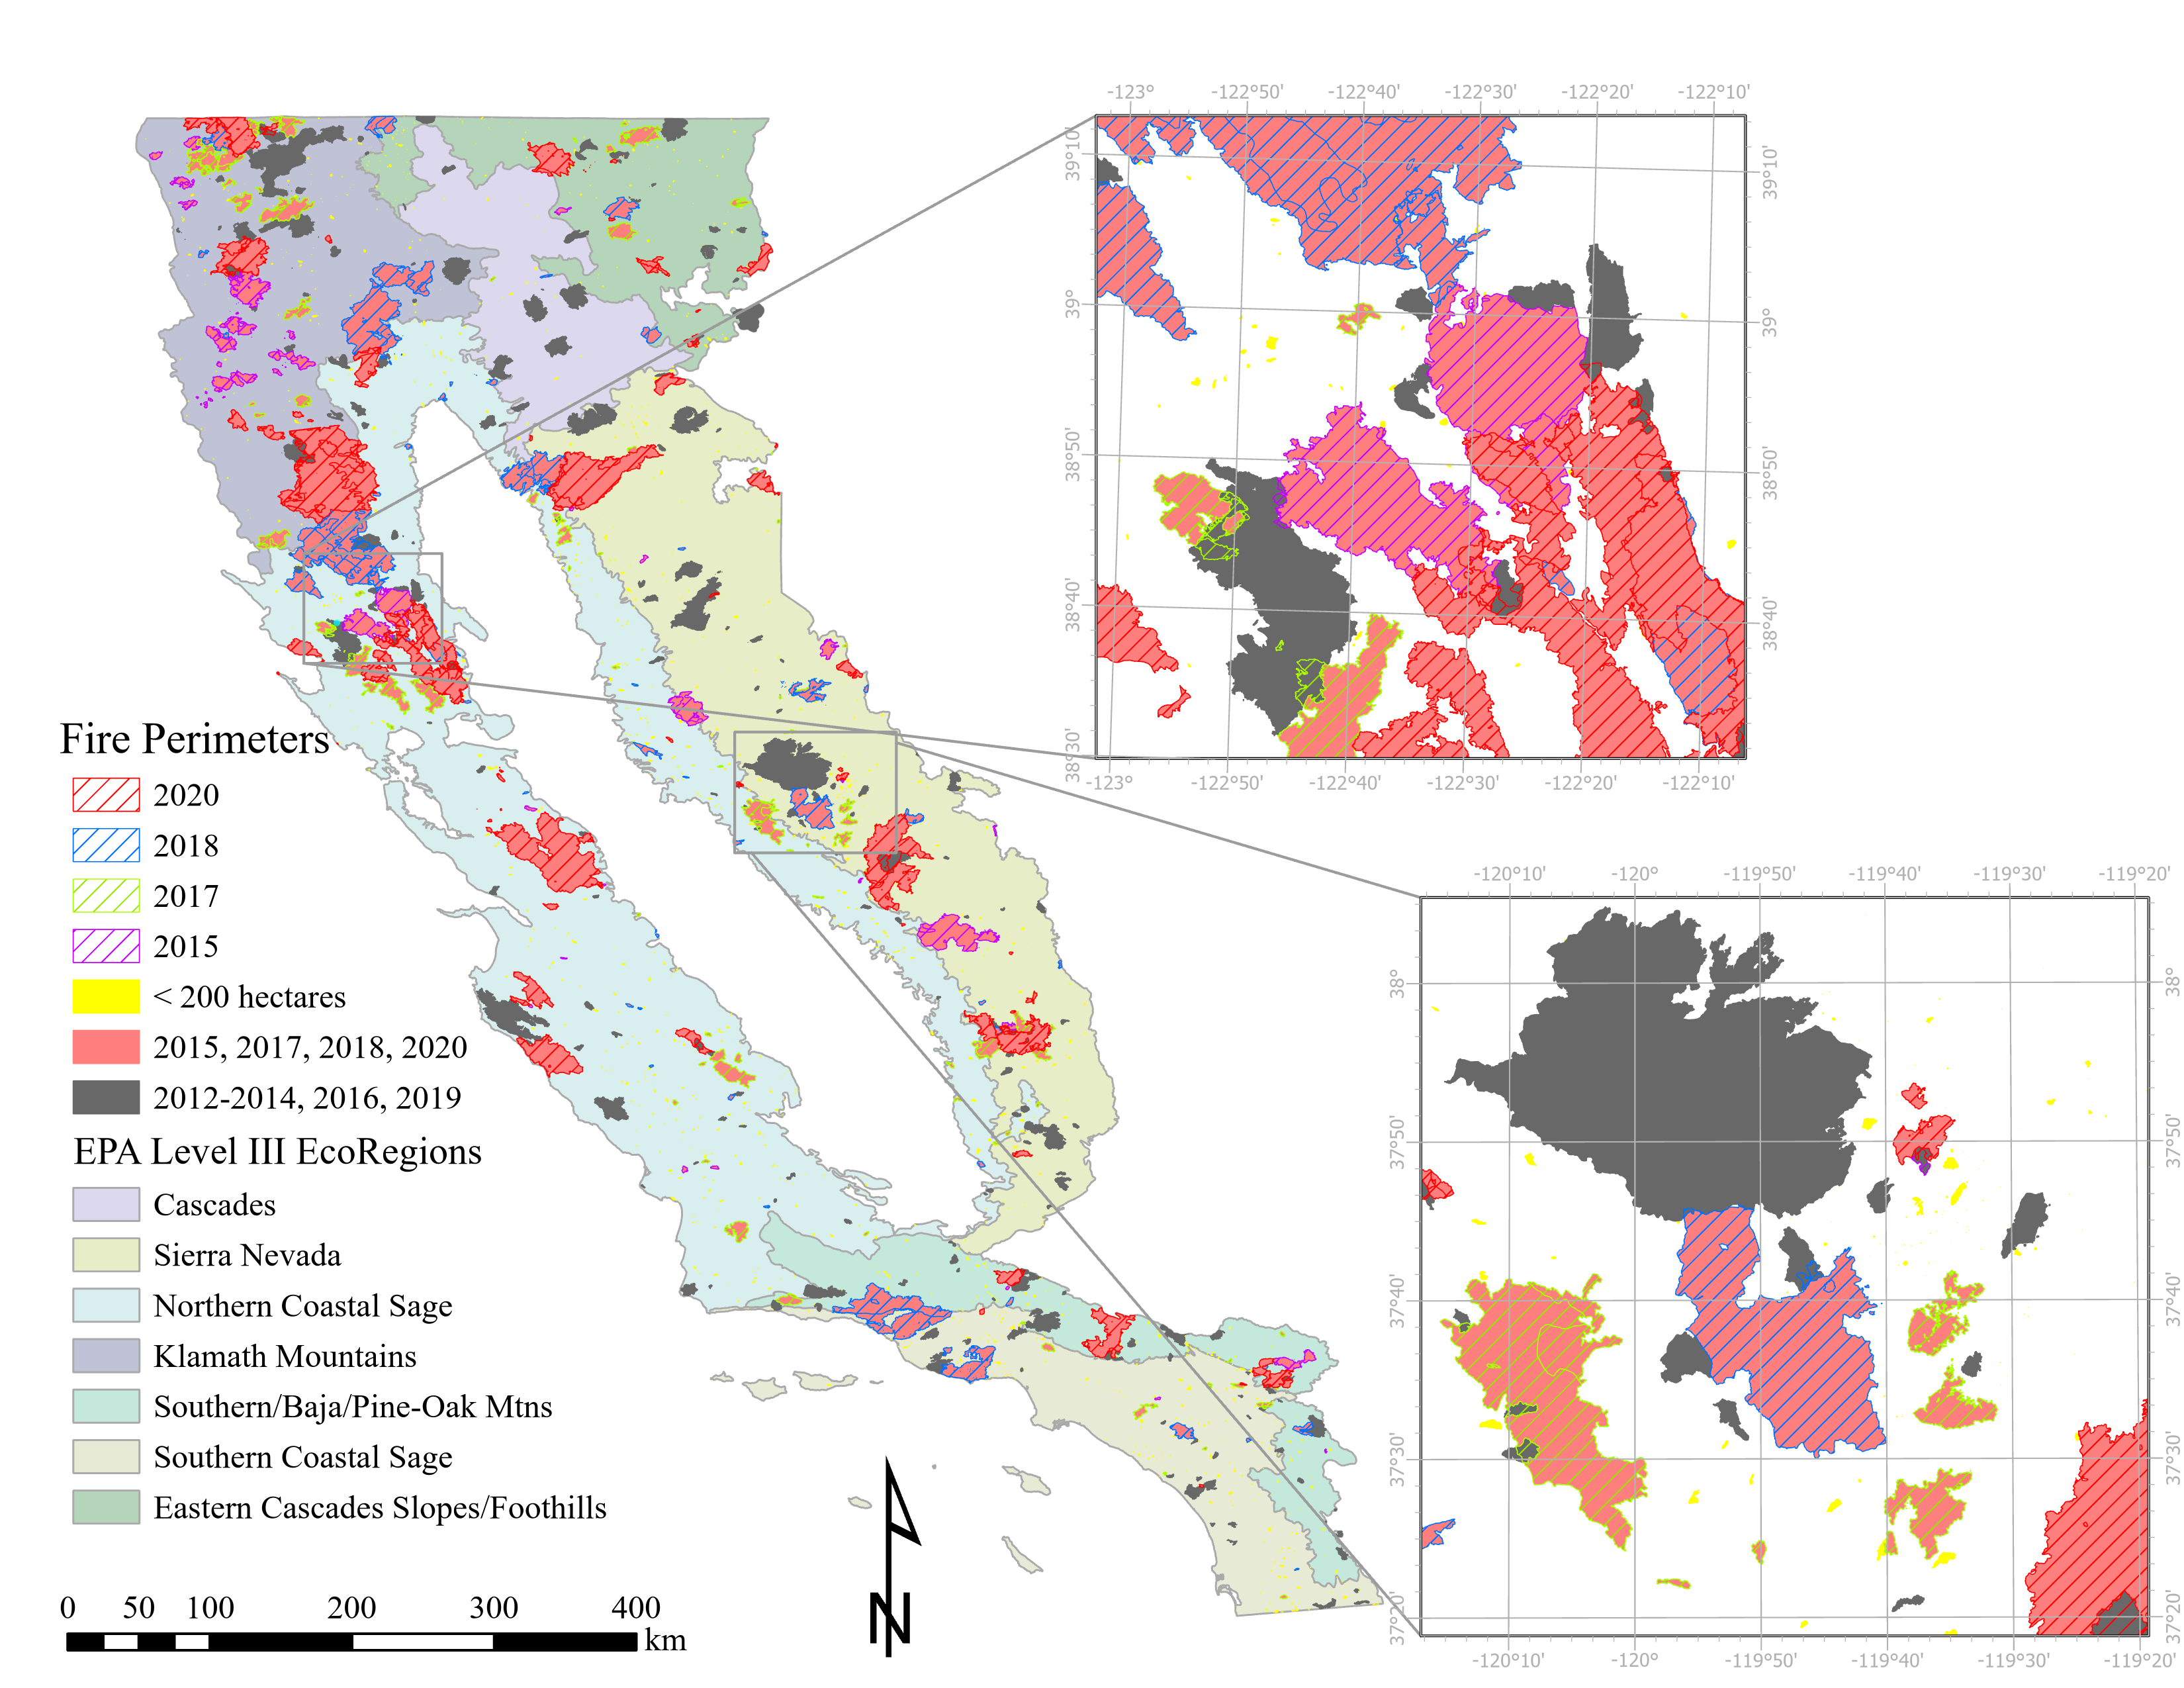 -123° -122°50' -122°40' -122°30' -122°20' -122°10'
39°10' 39°10'
39° 39°
38°50' 38°50'
38°40' 38°40'
38°30'
-123° -122°50' -122°40' -122°30' -122°20' -122°10'
Fire Perimeters
2020
2018
2017
2015
< 200 hectares
2015, 2017, 2018, 2020
2012-2014, 2016, 2019
EPA Level III EcoRegions
Cascades
Sierra Nevada
Northern Coastal Sage
Klamath Mountains
Southern/Baja/Pine-Oak Mtns
Southern Coastal Sage
Eastern Cascades Slopes/Foothills
-120°10' -120° -119°50' -119°40' -119°30' -119°20'
38° 38°
37°50' 37°50'
37°40' 37°40'
37°30' 37°30'
37°20' 37°20'
-120°10' -120° -119°50' -119°40' -119°30' -119°20'
0 50 100 200 300 400
km
N